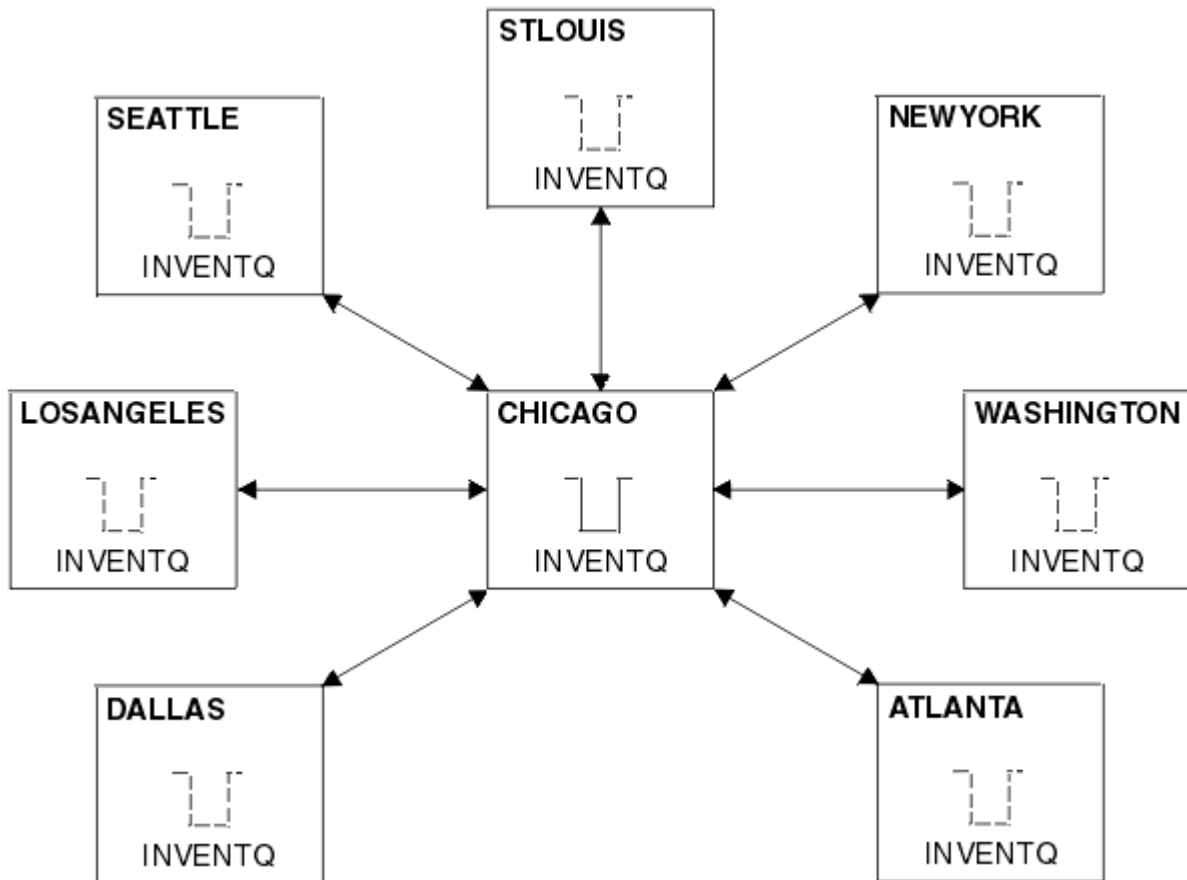 STLOUIS
INVENTQ
SEATTLE
INVENTQ
NEWYORK
INVENTQ
LOSANGELES
INVENTQ
CHICAGO
INVENTQ
WASHINGTON
INVENTQ
DALLAS
INVENTQ
ATLANTA
INVENTQ